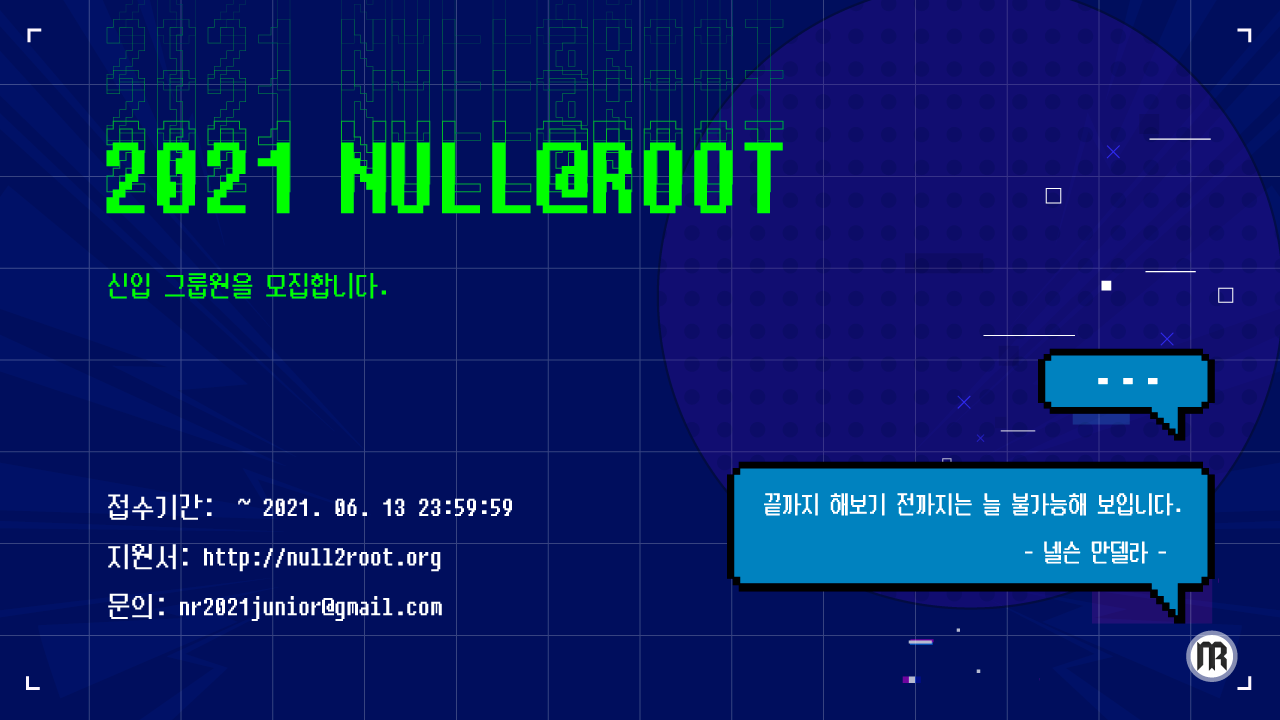 2021 NULL@ROOT
신입 그룹원을 모집합니다.
접수기간: ~ 2021. 06. 13 23:59:59
지원서: http://null2root.org
문의: nr2021junior@gmail.com
- - -
끝까지 해보기 전까지는 늘 불가능해 보입니다.
- 넬슨 만델라 -